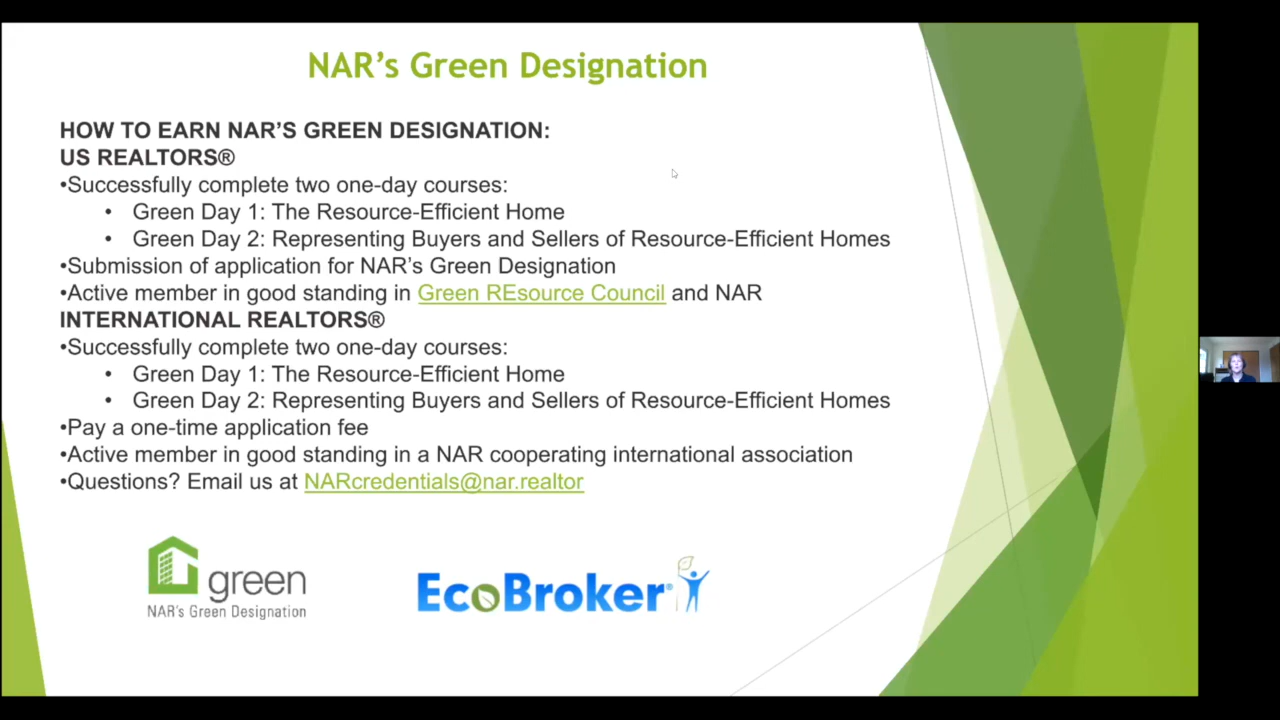 NAR's Green Designation
HOW TO EARN NAR'S GREEN DESIGNATION:
US REALTORS®
•Successfully complete two one-day courses:
• Green Day 1: The Resource-Efficient Home
• Green Day 2: Representing Buyers and Sellers of Resource-Efficient Homes
•Submission of application for NAR's Green Designation
•Active member in good standing in Green REsource Council and NAR
INTERNATIONAL REALTORS®
•Successfully complete two one-day courses:
• Green Day 1: The Resource-Efficient Home
• Green Day 2: Representing Buyers and Sellers of Resource-Efficient Homes
•Pay a one-time application fee
•Active member in good standing in a NAR cooperating international association
•Questions? Email us at NARcredentials@nar.realtor
green
NAR's Green Designation
EcoBroker®